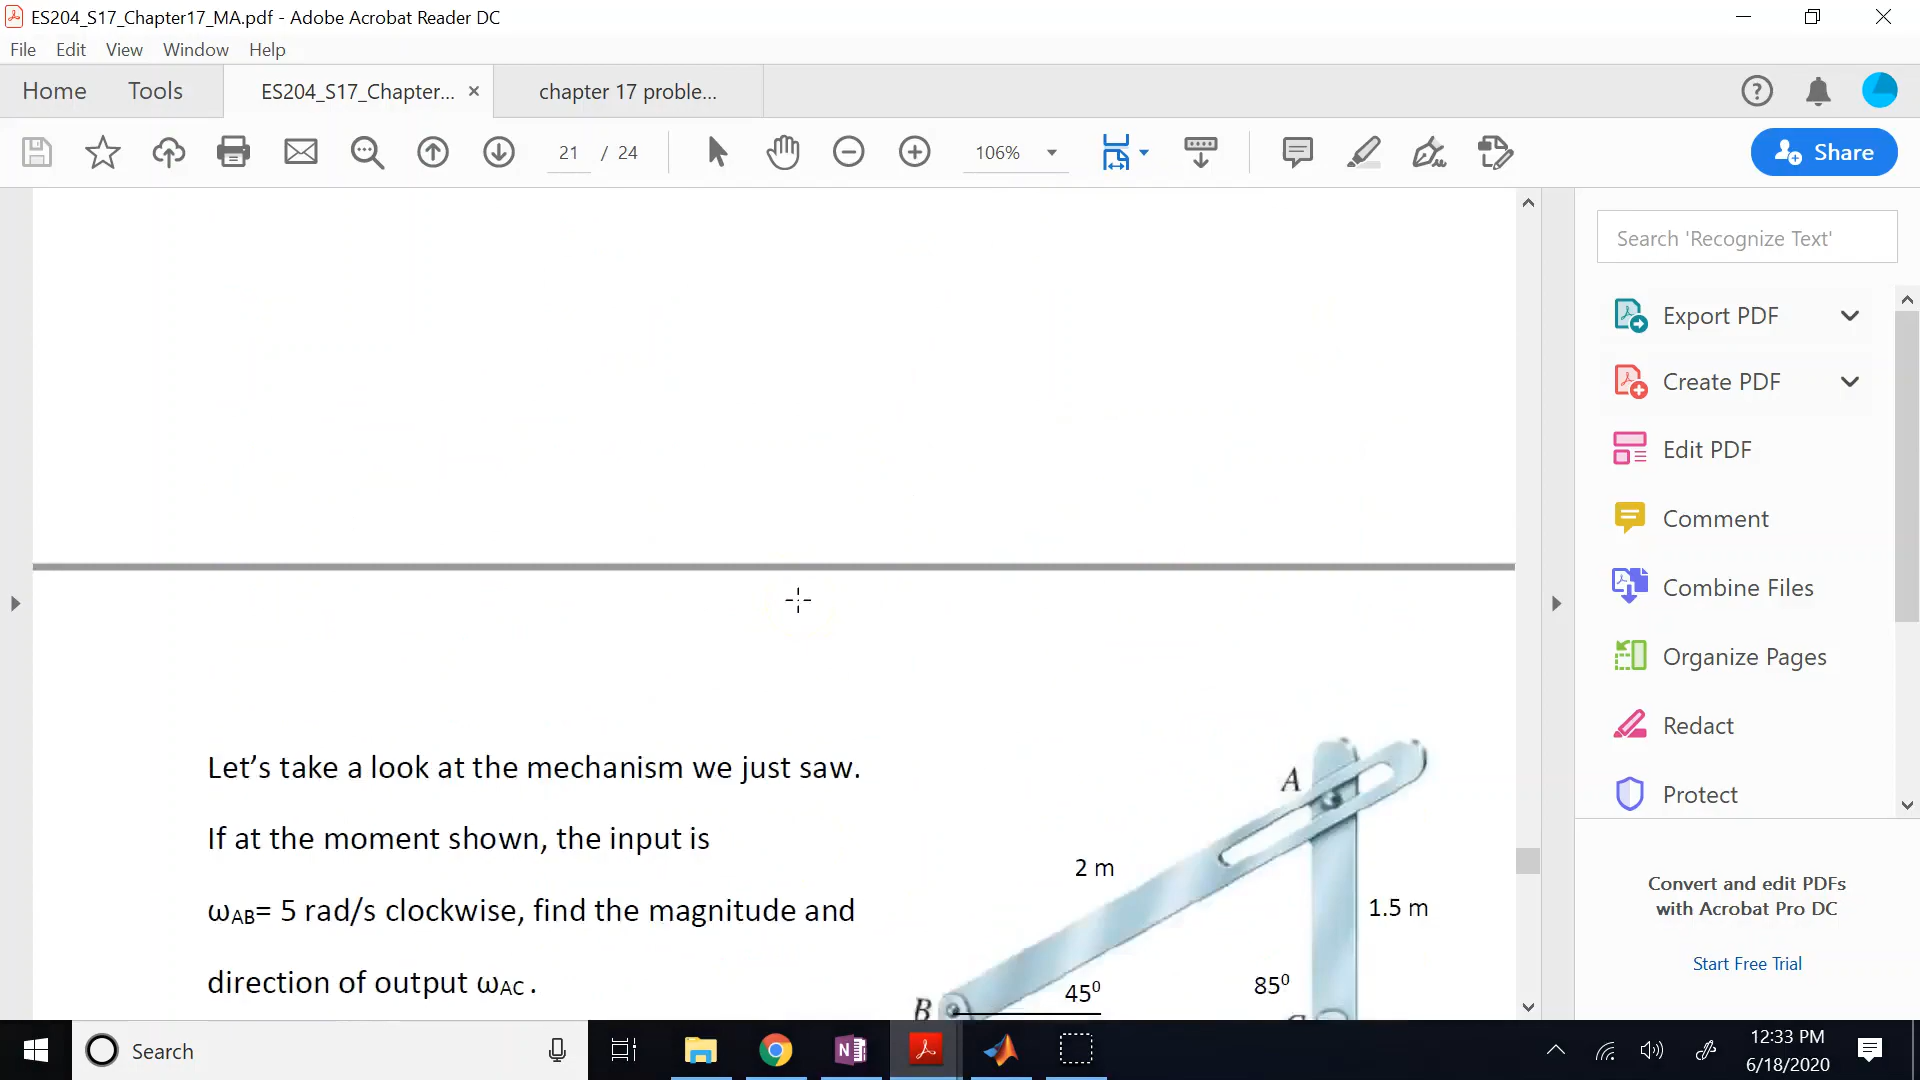 ES204_S17_Chapter17_MA.pdf - Adobe Acrobat Reader DC
File Edit View Window Help
Home Tools ES204_S17_Chapter... × chapter 17 proble...
21 / 24 106% Share
Search 'Recognize Text'
Export PDF
Create PDF
Edit PDF
Comment
Combine Files
Organize Pages
Redact
Protect
Convert and edit PDFs
with Acrobat Pro DC
Start Free Trial
Let's take a look at the mechanism we just saw.
If at the moment shown, the input is
ωAB= 5 rad/s clockwise, find the magnitude and
direction of output ωAC .
A
2 m
1.5 m
45⁰
85⁰
B
Search
12:33 PM
6/18/2020